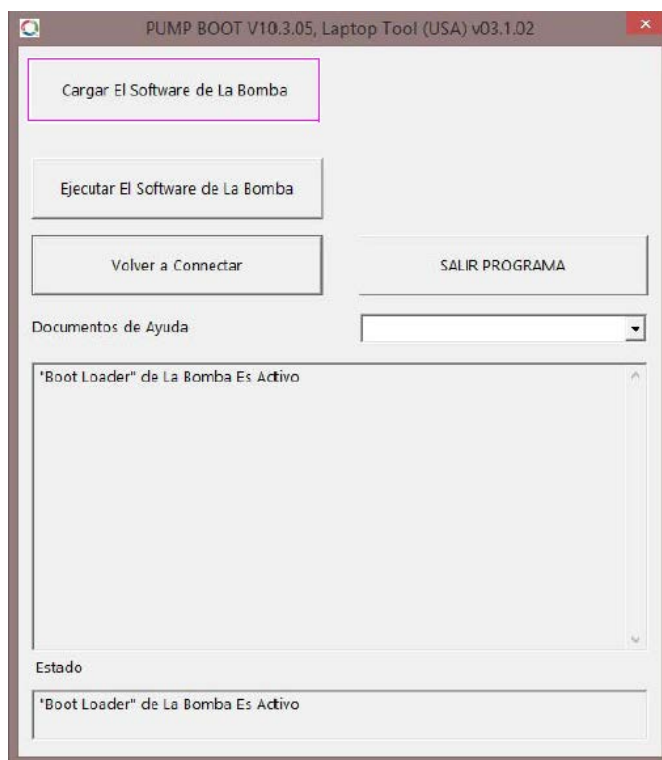 PUMP BOOT V10.3.05, Laptop Tool (USA) v03.1.02
Cargar El Software de La Bomba
Ejecutar El Software de La Bomba
Volver a Connectar
SALIR PROGRAMA
Documentos de Ayuda
"Boot Loader" de La Bomba Es Activo
Estado
"Boot Loader" de La Bomba Es Activo